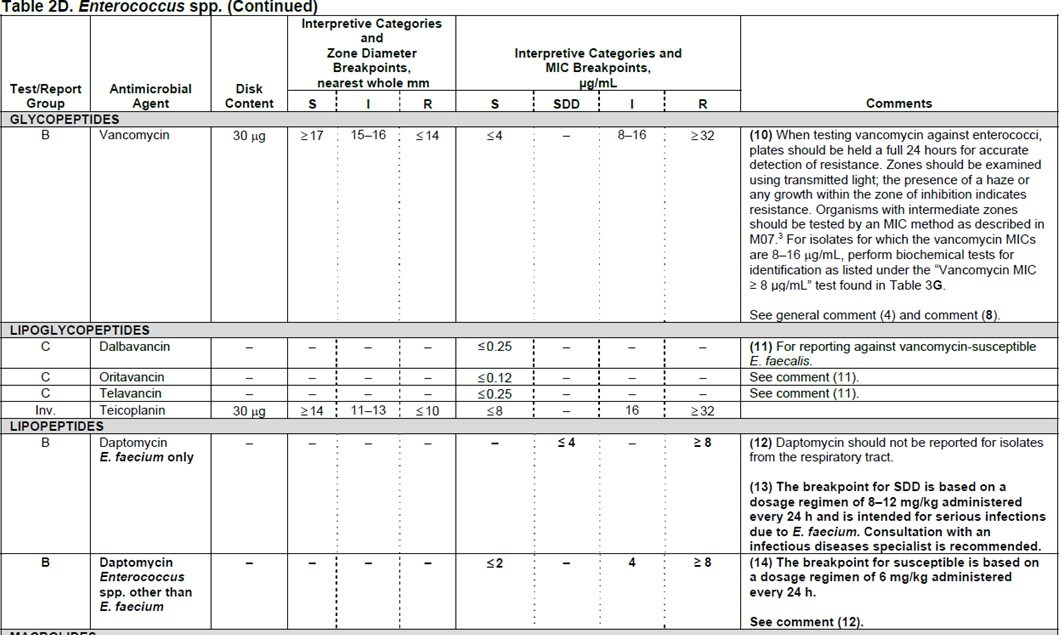 Table 2D. Enterococcus spp. (Continued)
Test/Report Group
Antimicrobial Agent
Disk Content
Interpretive Categories and Zone Diameter Breakpoints, nearest whole mm
S I R
Interpretive Categories and MIC Breakpoints, µg/mL
S SDD I R
Comments
GLYCOPEPTIDES
B Vancomycin 30 µg ≥17 15–16 ≤14 ≤4 – 8–16 ≥32
(10) When testing vancomycin against enterococci,
plates should be held a full 24 hours for accurate
detection of resistance. Zones should be examined
using transmitted light; the presence of a haze or
any growth within the zone of inhibition indicates
resistance. Organisms with intermediate zones
should be tested by an MIC method as described in
M07.³ For isolates for which the vancomycin MICs
are 8–16 µg/mL, perform biochemical tests for
identification as listed under the "Vancomycin MIC
≥ 8 µg/mL" test found in Table 3G.
See general comment (4) and comment (8).
LIPOGLYCOPEPTIDES
C Dalbavancin – – – – ≤0.25 – – –
(11) For reporting against vancomycin-susceptible
E. faecalis.
C Oritavancin – – – – ≤0.12 – – – See comment (11).
C Telavancin – – – – ≤0.25 – – – See comment (11).
Inv. Teicoplanin 30 µg ≥14 11–13 ≤10 ≤8 – 16 ≥32
LIPOPEPTIDES
B Daptomycin – – – – – ≤4 – ≥8
E. faecium only
(12) Daptomycin should not be reported for isolates
from the respiratory tract.
(13) The breakpoint for SDD is based on a
dosage regimen of 8–12 mg/kg administered
every 24 h and is intended for serious infections
due to E. faecium. Consultation with an
infectious diseases specialist is recommended.
B Daptomycin – – – – ≤2 – 4 ≥8
Enterococcus
spp. other than
E. faecium
(14) The breakpoint for susceptible is based on
a dosage regimen of 6 mg/kg administered
every 24 h.
See comment (12).
MACROLIDES